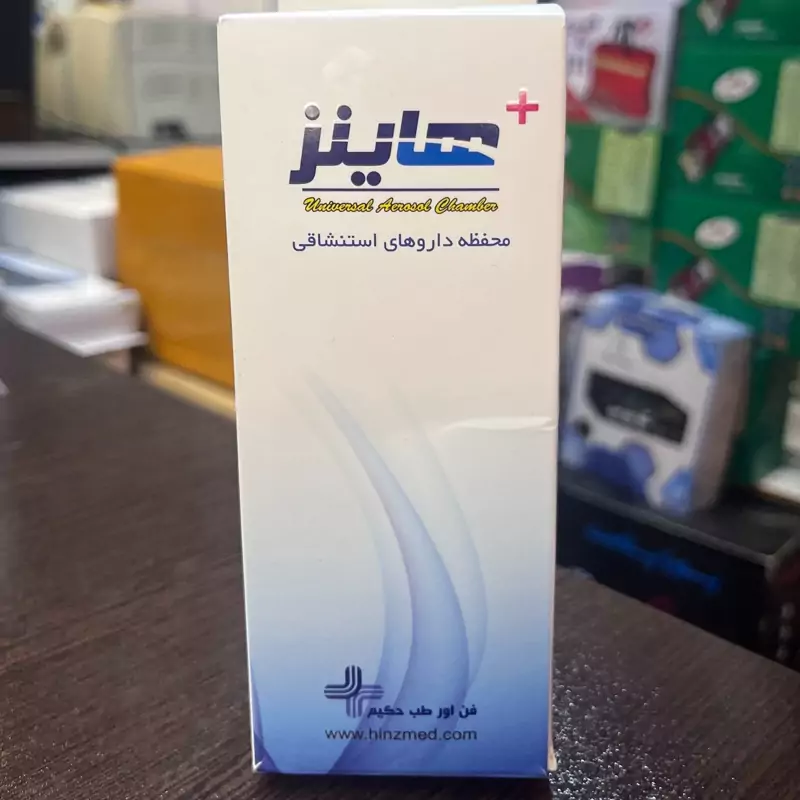 هاینز
Universal Aerosol Chamber
محفظه داروهای استنشاقی
فن اور طب حکیم
www.hinzmed.com